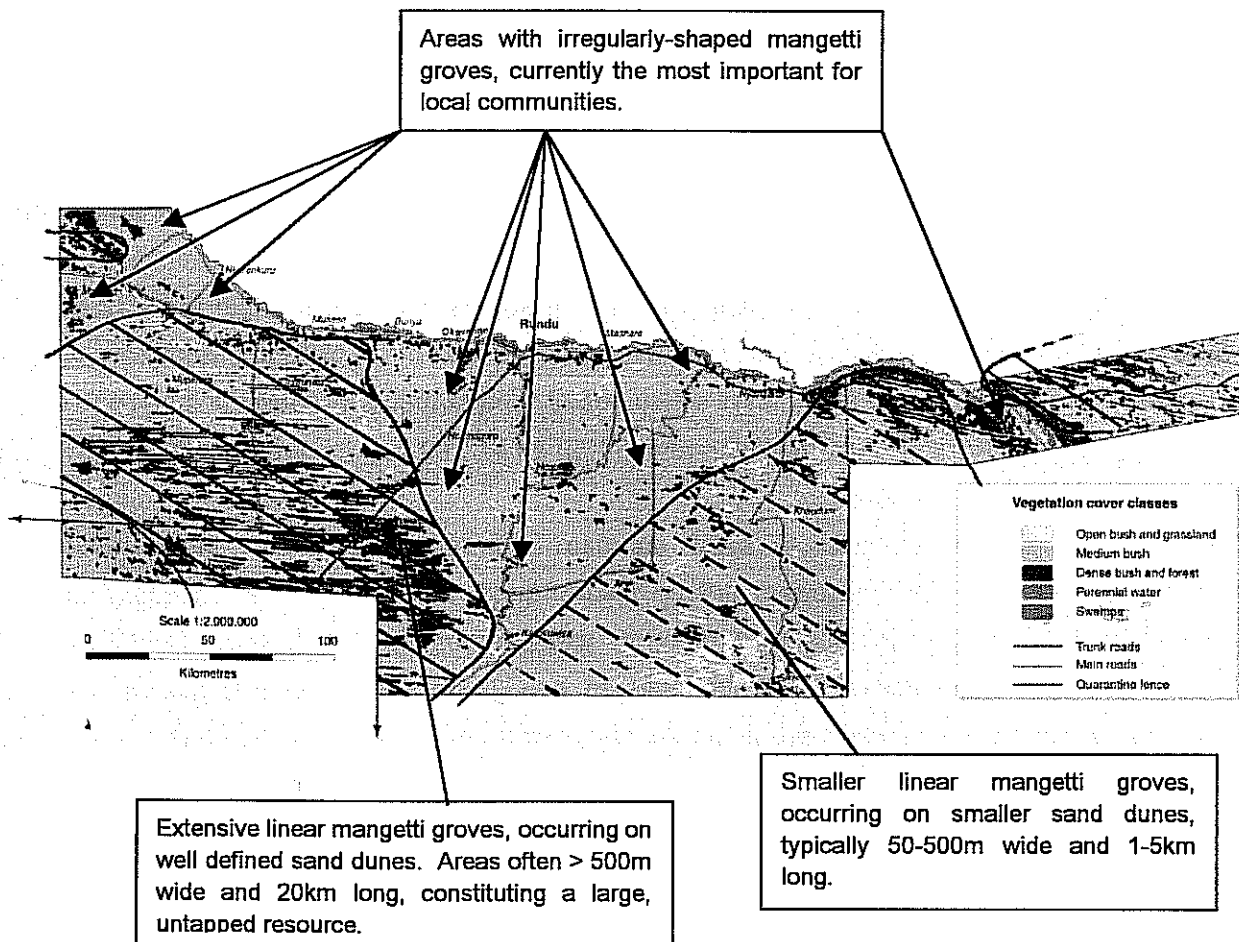 Areas with irregularly-shaped mangetti
groves, currently the most important for
local communities.
Rundu
Vegetation cover classes
Open bush and grassland
Medium bush
Dense bush and forest
Perennial water
Swamps
Trunk roads
Main roads
Quarantine fence
Scale 1:2.000.000
0 50 100
Kilometres
Extensive linear mangetti groves, occurring on
well defined sand dunes. Areas often > 500m
wide and 20km long, constituting a large,
untapped resource.
Smaller linear mangetti groves,
occurring on smaller sand dunes,
typically 50-500m wide and 1-5km
long.